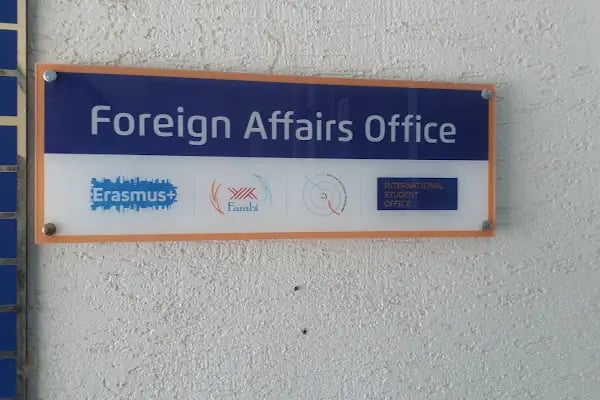 Foreign Affairs Office
Erasmus+
Farabi
INTERNATIONAL
STUDENT
OFFICE